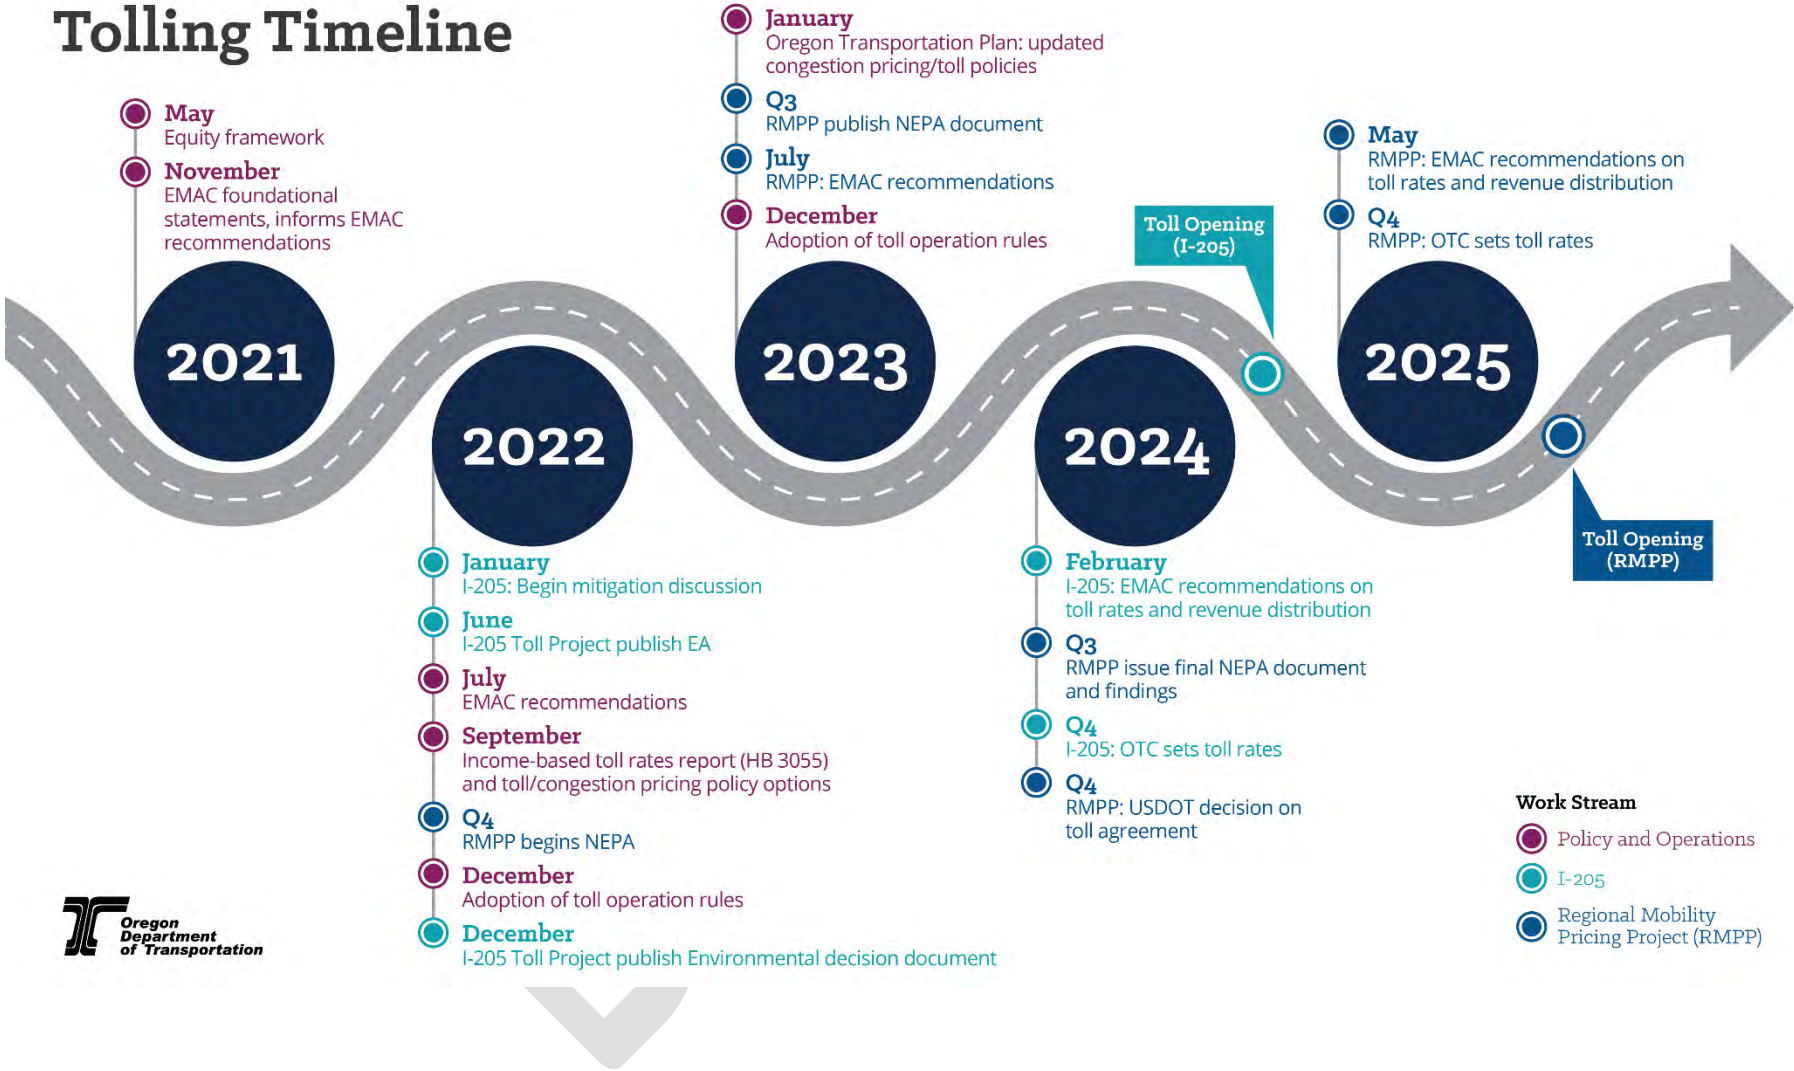 Tolling Timeline
May
Equity framework
November
EMAC foundational
statements, informs EMAC
recommendations
2021
2022
January
I-205: Begin mitigation discussion
June
I-205 Toll Project publish EA
July
EMAC recommendations
September
Income-based toll rates report (HB 3055)
and toll/congestion pricing policy options
Q4
RMPP begins NEPA
December
Adoption of toll operation rules
December
I-205 Toll Project publish Environmental decision document
January
Oregon Transportation Plan: updated
congestion pricing/toll policies
Q3
RMPP publish NEPA document
July
RMPP: EMAC recommendations
December
Adoption of toll operation rules
2023
2024
February
I-205: EMAC recommendations on
toll rates and revenue distribution
Q3
RMPP issue final NEPA document
and findings
Q4
I-205: OTC sets toll rates
Q4
RMPP: USDOT decision on
toll agreement
Toll Opening
(I-205)
May
RMPP: EMAC recommendations on
toll rates and revenue distribution
Q4
RMPP: OTC sets toll rates
2025
Toll Opening
(RMPP)
Work Stream
Policy and Operations
I-205
Regional Mobility
Pricing Project (RMPP)
Oregon
Department
of Transportation